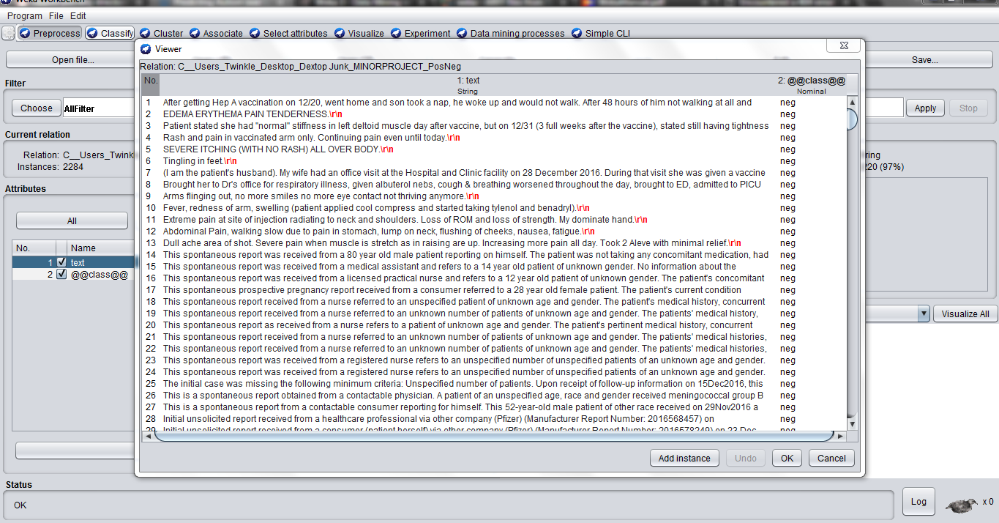 Weka Workbench
Program File Edit
Preprocess Classify Cluster Associate Select attributes Visualize Experiment Data mining processes Simple CLI
Open file...
Save...
Filter
Choose AllFilter
Apply Stop
Current relation
Relation: C__Users_Twink
Instances: 2284
ring
220 (97%)
Attributes
All
No. Name
1 text
2 @@class@@
Visualize All
Viewer
Relation: C__Users_Twinkle_Desktop_Dextop Junk_MINORPROJECT_PosNeg
No. 1: text 2: @@class@@
String Nominal
1 After getting Hep A vaccination on 12/20, went home and son took a nap, he woke up and would not walk. After 48 hours of him not walking at all and neg
2 EDEMA ERYTHEMA PAIN TENDERNESS.\r\n neg
3 Patient stated she had "normal" stiffness in left deltoid muscle day after vaccine, but on 12/31 (3 full weeks after the vaccine), stated still having tightness neg
4 Rash and pain in vaccinated arm only. Continuing pain even until today.\r\n neg
5 SEVERE ITCHING (WITH NO RASH) ALL OVER BODY.\r\n neg
6 Tingling in feet.\r\n neg
7 (I am the patient's husband). My wife had an office visit at the Hospital and Clinic facility on 28 December 2016. During that visit she was given a vaccine neg
8 Brought her to Dr's office for respiratory illness, given albuterol nebs, cough & breathing worsened throughout the day, brought to ED, admitted to PICU neg
9 Arms flinging out, no more smiles no more eye contact not thriving anymore.\r\n neg
10 Fever, redness of arm, swelling (patient applied cool compress and started taking tylenol and benadryl).\r\n neg
11 Extreme pain at site of injection radiating to neck and shoulders. Loss of ROM and loss of strength. My dominate hand.\r\n neg
12 Abdominal Pain, walking slow due to pain in stomach, lump on neck, flushing of cheeks, nausea, fatigue.\r\n neg
13 Dull ache area of shot. Severe pain when muscle is stretch as in raising are up. Increasing more pain all day. Took 2 Aleve with minimal relief.\r\n neg
14 This spontaneous report was received from a 80 year old male patient reporting on himself. The patient was not taking any concomitant medication, had neg
15 This spontaneous report was received from a medical assistant and refers to a 14 year old patient of unknown gender. No information about the neg
16 This spontaneous report was received from a licensed practical nurse and refers to a 12 year old patient of unknown gender. The patient's concomitant neg
17 This spontaneous prospective pregnancy report received from a consumer referred to a 28 year old female patient. The patient's current condition neg
18 This spontaneous report received from a nurse referred to an unspecified patient of unknown age and gender. The patient's medical history, concurrent neg
19 This spontaneous report was received from a nurse referred to an unknown number of patients of unknown age and gender. The patients' medical history, neg
20 This spontaneous report as received from a nurse refers to a patient of unknown age and gender. The patient's pertinent medical history, concurrent neg
21 This spontaneous report was received from a nurse referred to an unknown number of patients of unknown age and gender. The patients' medical histories, neg
22 This spontaneous report was received from a nurse referred to an unknown number of patients of unknown age and gender. The patients' medical histories, neg
23 This spontaneous report was received from a registered nurse refers to an unspecified number of unspecified patients of an unknown age and gender. neg
24 This spontaneous report was received from a registered nurse refers to an unspecified number of unspecified patients of an unknown age and gender. neg
25 The initial case was missing the following minimum criteria: Unspecified number of patients. Upon receipt of follow-up information on 15Dec2016, this neg
26 This is a spontaneous report obtained from a contactable physician. A patient of an unspecified age, race and gender received meningococcal group B neg
27 This is a spontaneous report from a contactable consumer reporting for himself. This 52-year-old male patient of other race received on 29Nov2016 a neg
28 Initial unsolicited report received from a healthcare professional via other company (Pfizer) (Manufacturer Report Number: 2016568457) on neg
29 Initial unsolicited report received from a consumer (patient herself) via other company (Pfizer) (Manufacturer Report Number: 2016578249) on 23 Dec neg
Add instance Undo OK Cancel
Status
OK
Log x 0